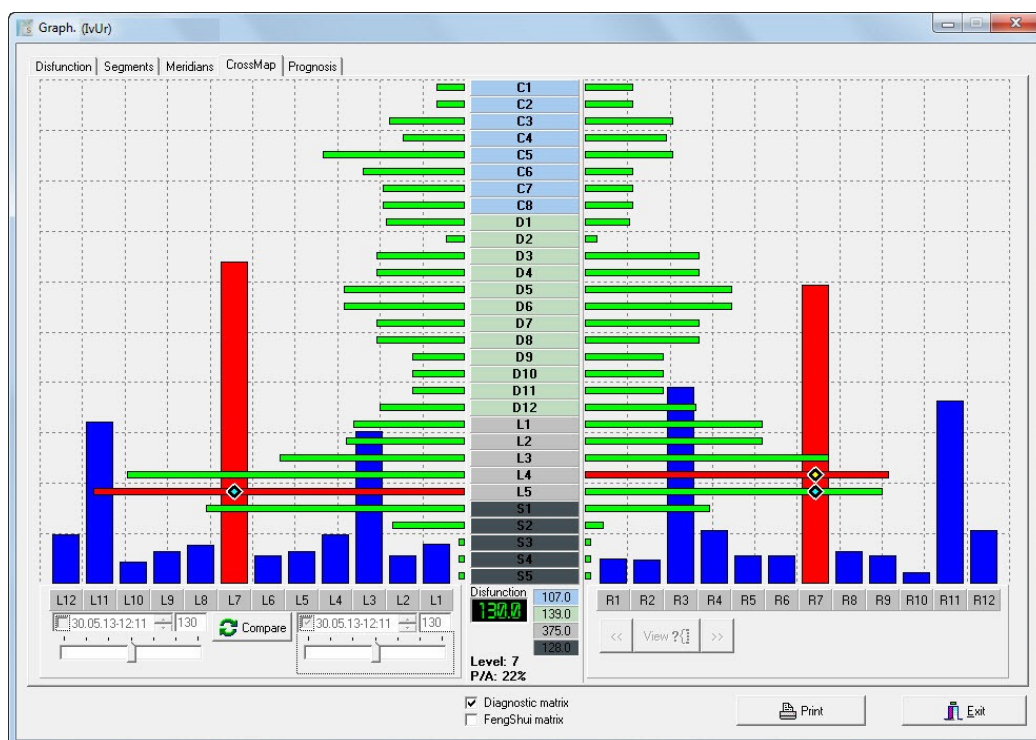 Graph. (IvUr)
Disfunction Segments Meridians CrossMap Prognosis
C1
C2
C3
C4
C5
C6
C7
C8
D1
D2
D3
D4
D5
D6
D7
D8
D9
D10
D11
D12
L1
L2
L3
L4
L5
S1
S2
S3
S4
S5
L12 L11 L10 L9 L8 L7 L6 L5 L4 L3 L2 L1
R1 R2 R3 R4 R5 R6 R7 R8 R9 R10 R11 R12
30.05.13-12:11 130
Compare
30.05.13-12:11 130
Disfunction
130.0
107.0
139.0
375.0
128.0
Level: 7
P/A: 22%
<< View ?{} >>
Diagnostic matrix
FengShui matrix
Print
Exit